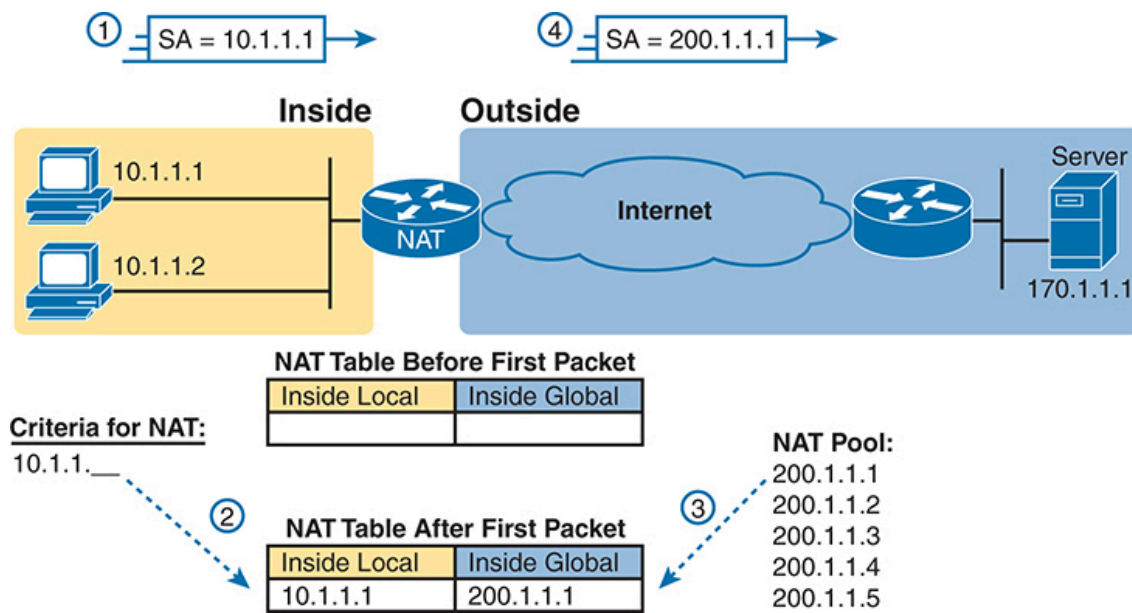 1 SA = 10.1.1.1
4 SA = 200.1.1.1
Inside
Outside
10.1.1.1
10.1.1.2
NAT
Internet
Server
170.1.1.1
NAT Table Before First Packet
Inside Local Inside Global
Criteria for NAT:
10.1.1.__
2
NAT Table After First Packet
Inside Local Inside Global
10.1.1.1 200.1.1.1
3
NAT Pool:
200.1.1.1
200.1.1.2
200.1.1.3
200.1.1.4
200.1.1.5